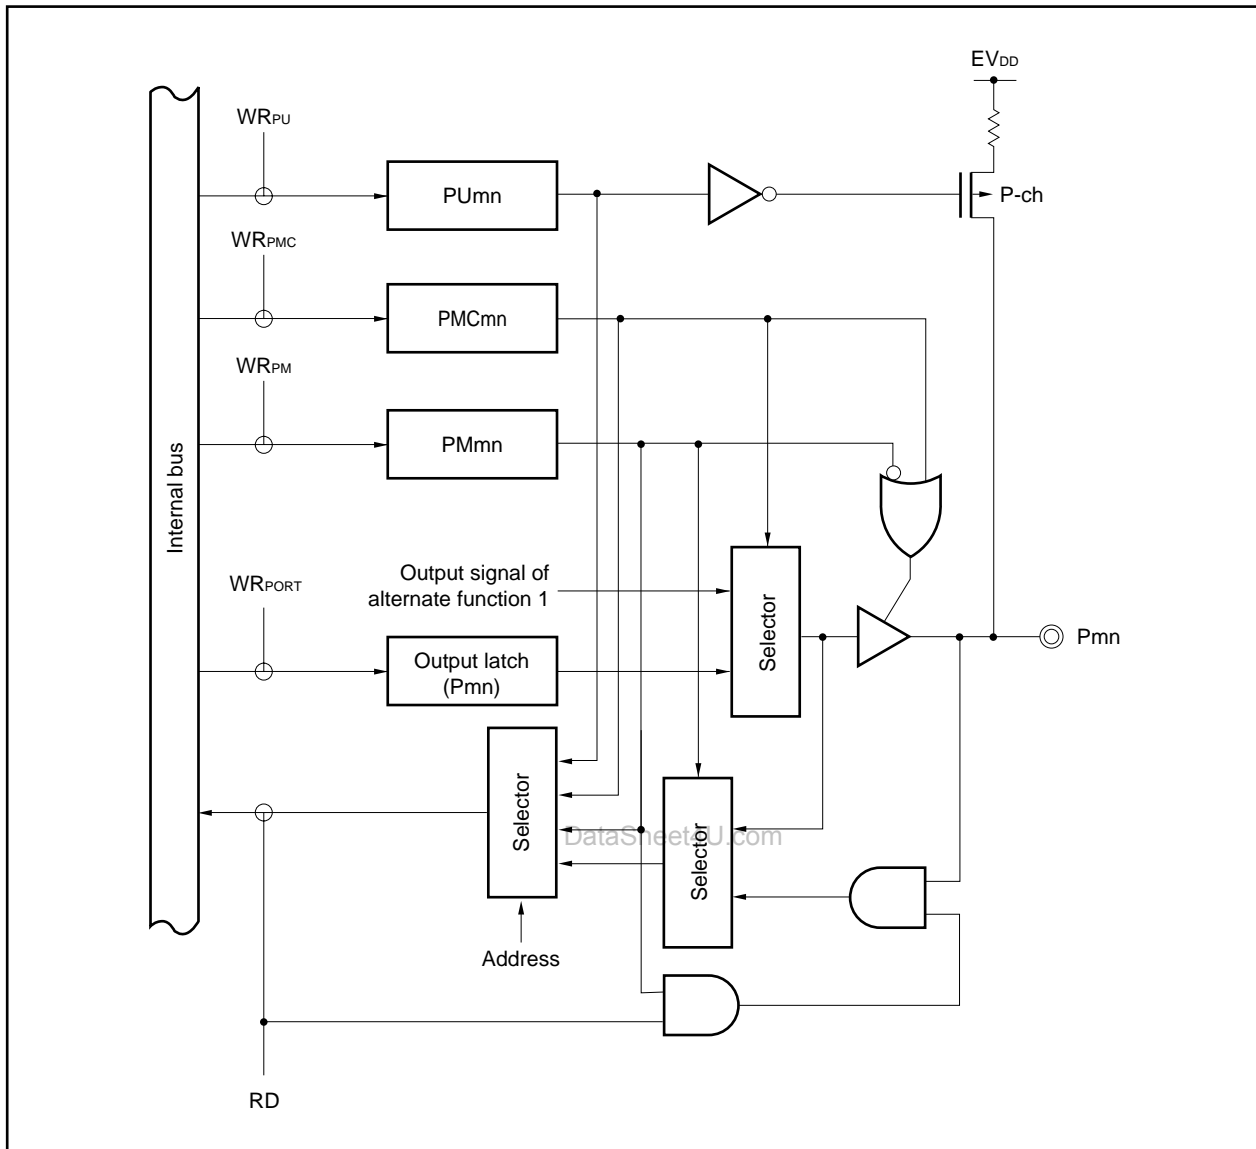 EVDD
WRPU
PUmn
P-ch
WRPMC
PMCmn
WRPM
PMmn
Internal bus
Output signal of
alternate function 1
Selector
WRPORT
Output latch
(Pmn)
Pmn
Selector
Selector
DataSheet4U.com
Address
RD